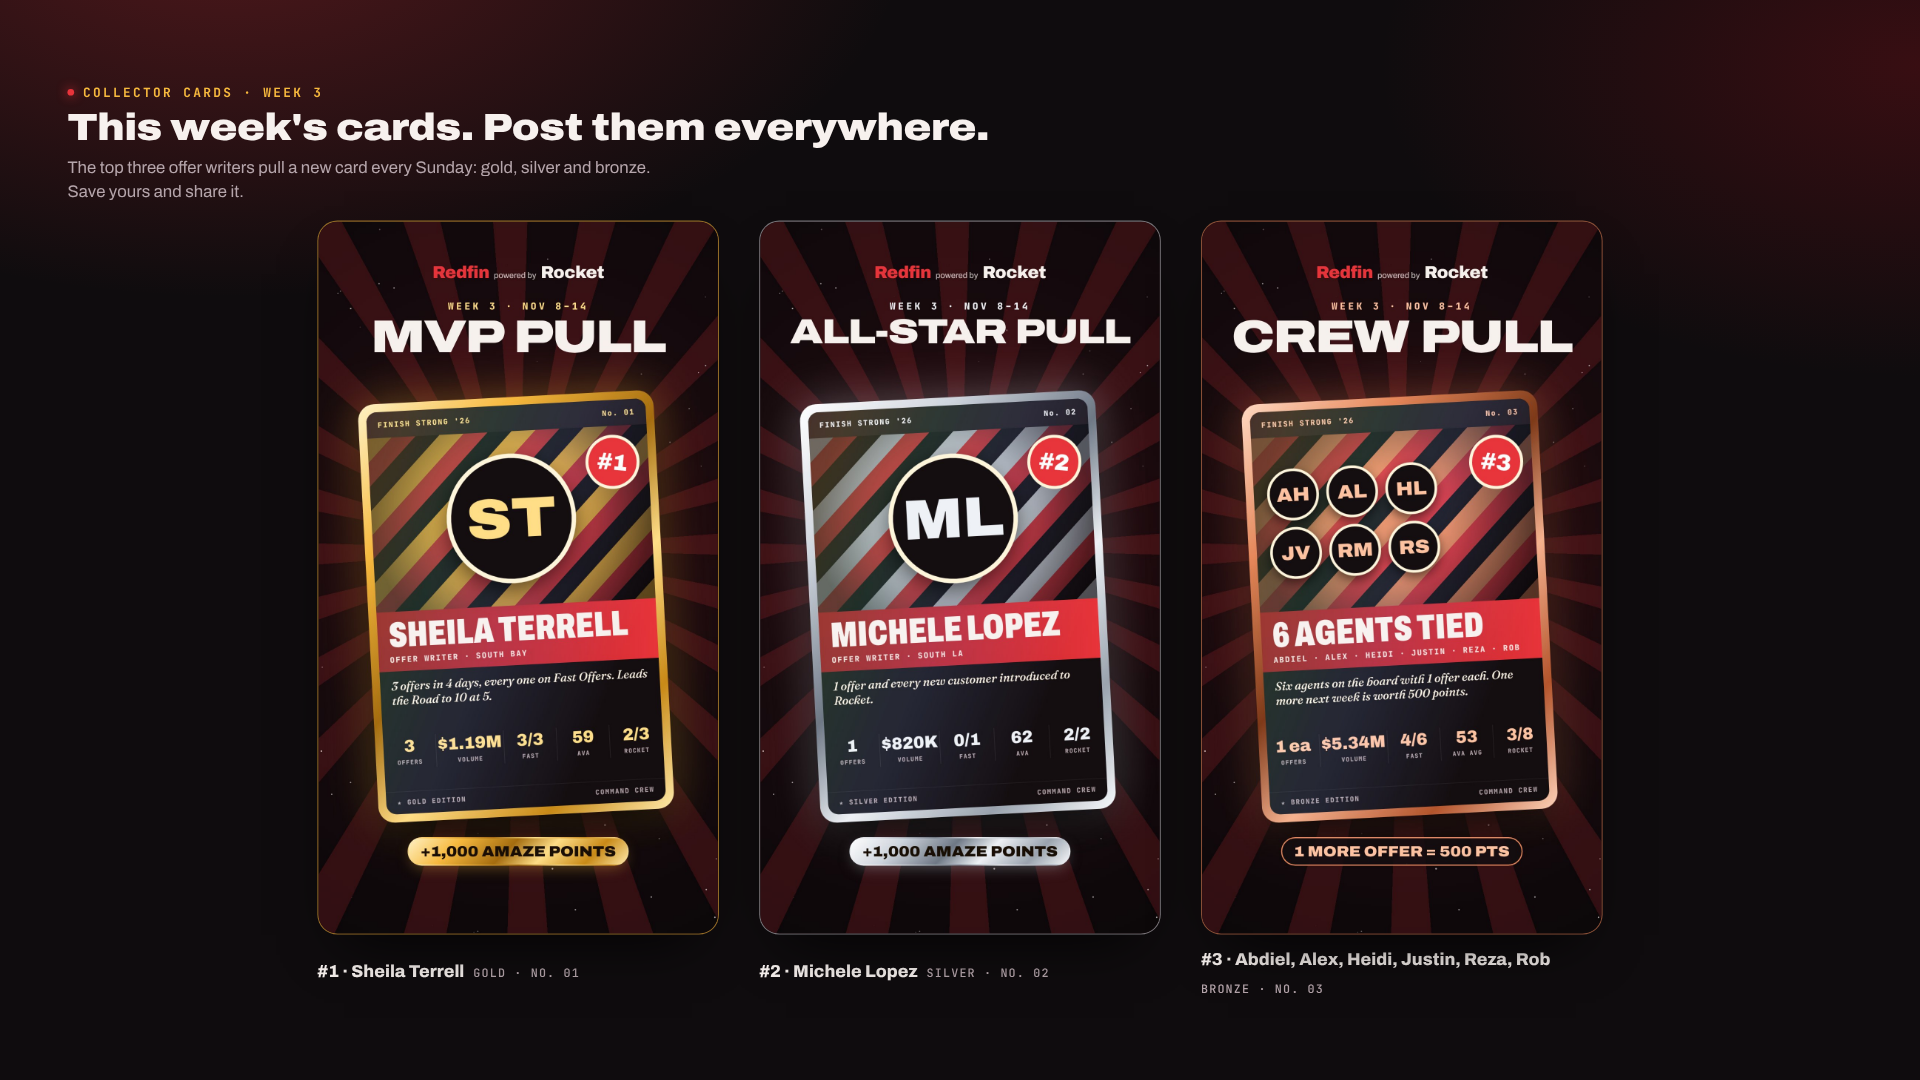 COLLECTOR CARDS · WEEK 3
This week's cards. Post them everywhere.
The top three offer writers pull a new card every Sunday: gold, silver and bronze.
Save yours and share it.
Redfin powered by Rocket
WEEK 3 · NOV 8–14
MVP PULL
FINISH STRONG '26
No. 01
#1
ST
SHEILA TERRELL
OFFER WRITER · SOUTH BAY
3 offers in 4 days, every one on Fast Offers. Leads
the Road to 10 at 5.
3 $1.19M 3/3 59 2/3
OFFERS VOLUME FAST AVA ROCKET
★ GOLD EDITION
COMMAND CREW
+1,000 AMAZE POINTS
#1 · Sheila Terrell GOLD · NO. 01
Redfin powered by Rocket
WEEK 3 · NOV 8–14
ALL-STAR PULL
FINISH STRONG '26
No. 02
#2
ML
MICHELE LOPEZ
OFFER WRITER · SOUTH LA
1 offer and every new customer introduced to
Rocket.
1 $820K 0/1 62 2/2
OFFERS VOLUME FAST AVA ROCKET
★ SILVER EDITION
COMMAND CREW
+1,000 AMAZE POINTS
#2 · Michele Lopez SILVER · NO. 02
Redfin powered by Rocket
WEEK 3 · NOV 8–14
CREW PULL
FINISH STRONG '26
No. 03
#3
AH AL HL
JV RM RS
6 AGENTS TIED
ABDIEL · ALEX · HEIDI · JUSTIN · REZA · ROB
Six agents on the board with 1 offer each. One
more next week is worth 500 points.
1 ea $5.34M 4/6 53 3/8
OFFERS VOLUME FAST AVA AVG ROCKET
★ BRONZE EDITION
COMMAND CREW
1 MORE OFFER = 500 PTS
#3 · Abdiel, Alex, Heidi, Justin, Reza, Rob
BRONZE · NO. 03